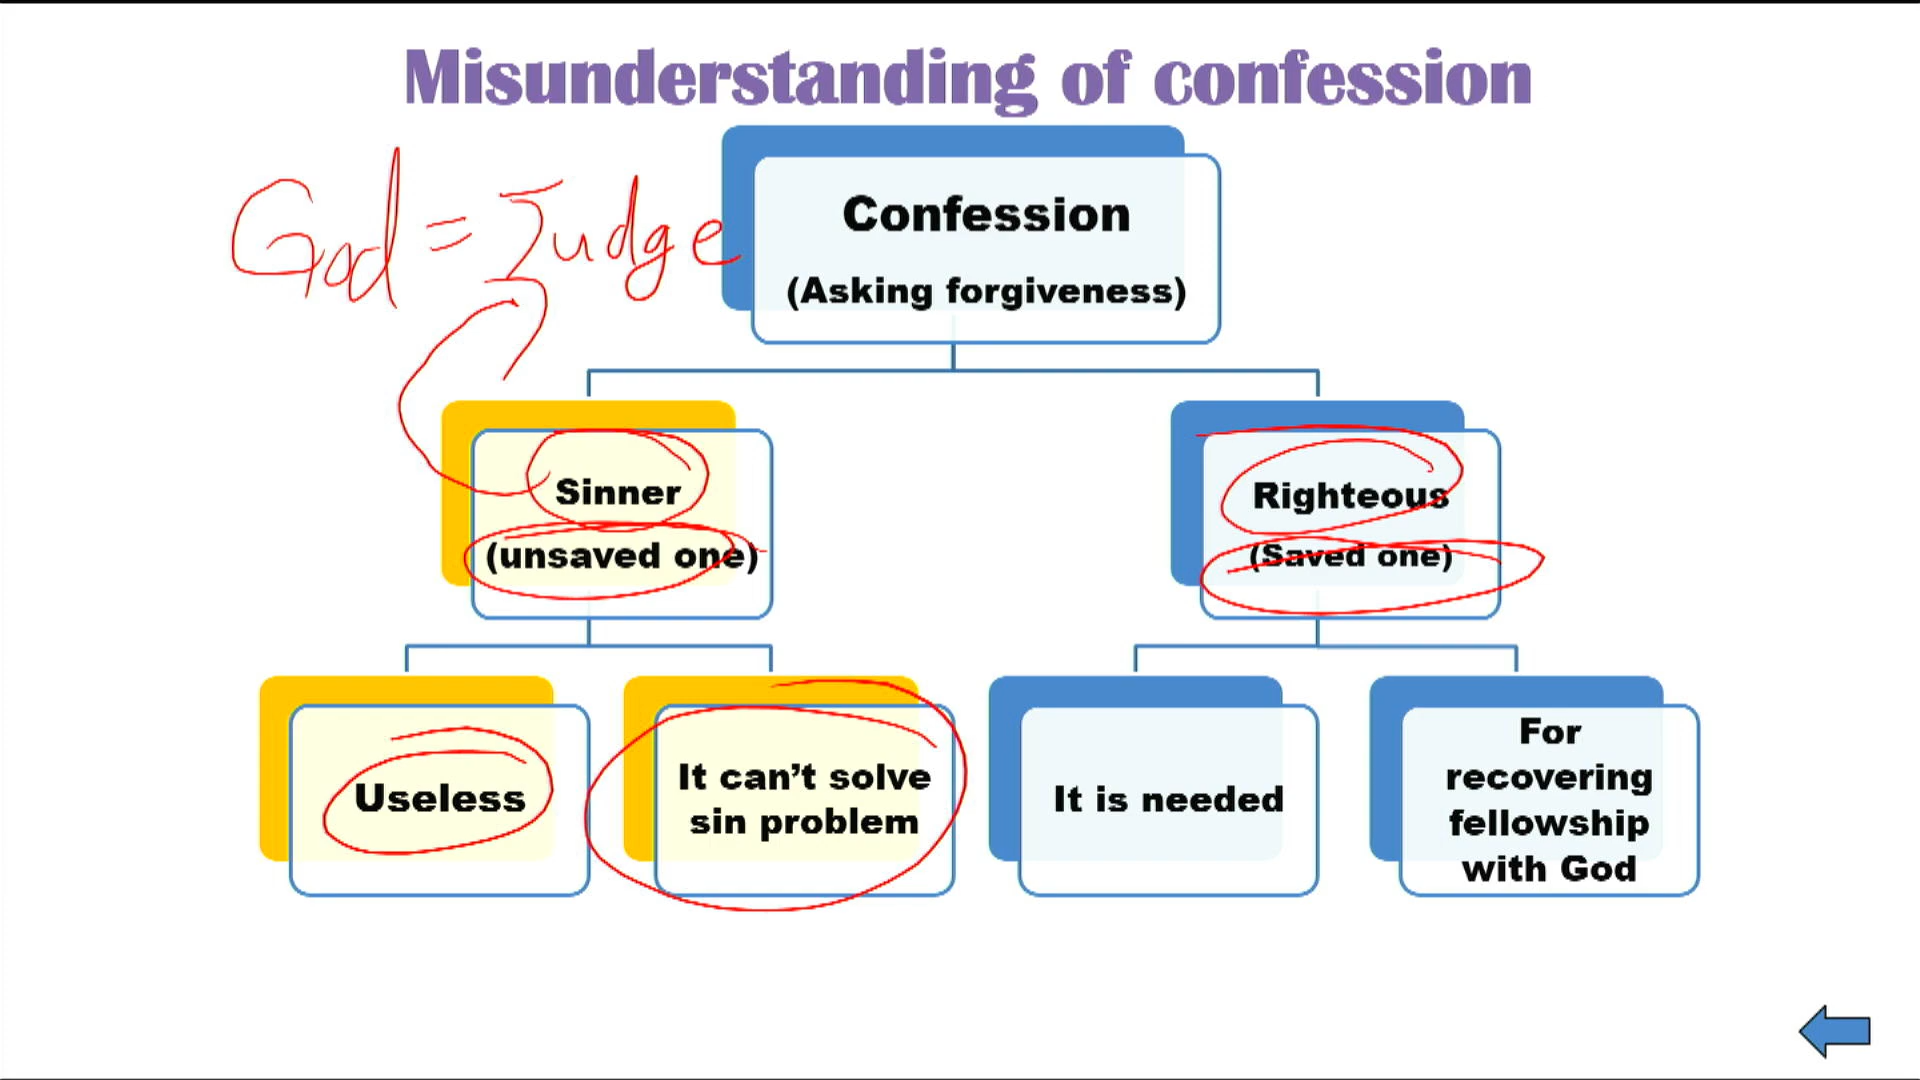 Misunderstanding of confession
God = Judge
Confession
(Asking forgiveness)
Sinner
(unsaved one)
Righteous
(Saved one)
Useless
It can't solve
sin problem
It is needed
For
recovering
fellowship
with God